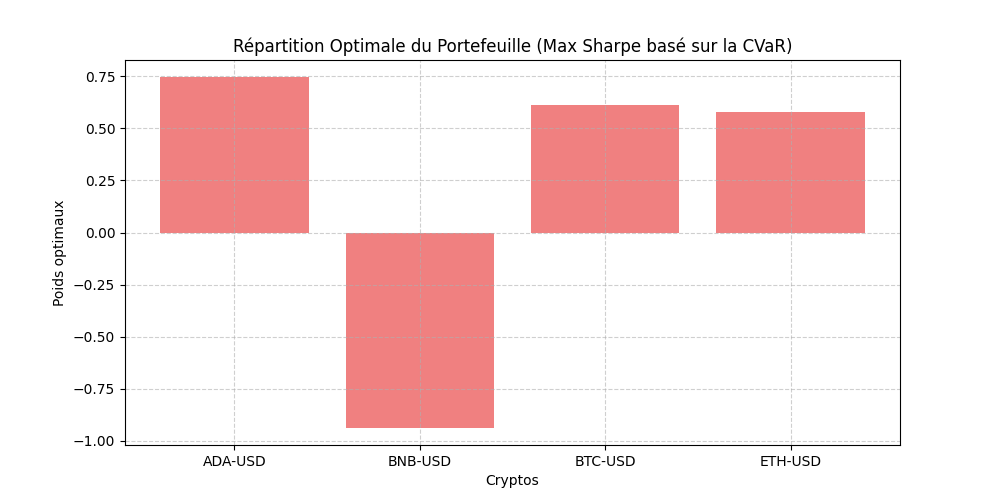 Répartition Optimale du Portefeuille (Max Sharpe basé sur la CVaR)
0.75
0.50
0.25
0.00
−0.25
−0.50
−0.75
−1.00
Poids optimaux
ADA-USD BNB-USD BTC-USD ETH-USD
Cryptos